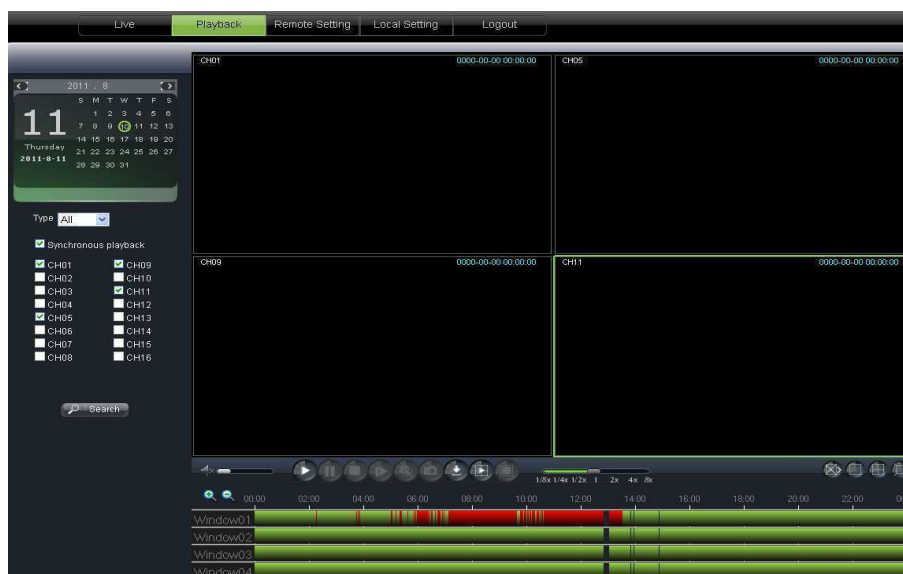 Live Playback Remote Setting Local Setting Logout
2011 . 8
S M T W T F S
1 2 3 4 5 6
7 8 9 10 11 12 13
14 15 16 17 18 19 20
21 22 23 24 25 26 27
28 29 30 31
11
Thursday
2011-8-11
Type All
Synchronous playback
CH01 CH09
CH02 CH10
CH03 CH11
CH04 CH12
CH05 CH13
CH06 CH14
CH07 CH15
CH08 CH16
Search
CH01 0000-00-00 00:00:00
CH05 0000-00-00 00:00:00
CH09 0000-00-00 00:00:00
CH11 0000-00-00 00:00:00
1/8x 1/4x 1/2x 1 2x 4x 8x
00:00 02:00 04:00 06:00 08:00 10:00 12:00 14:00 16:00 18:00 20:00 22:00 00
Window01
Window02
Window03
Window04